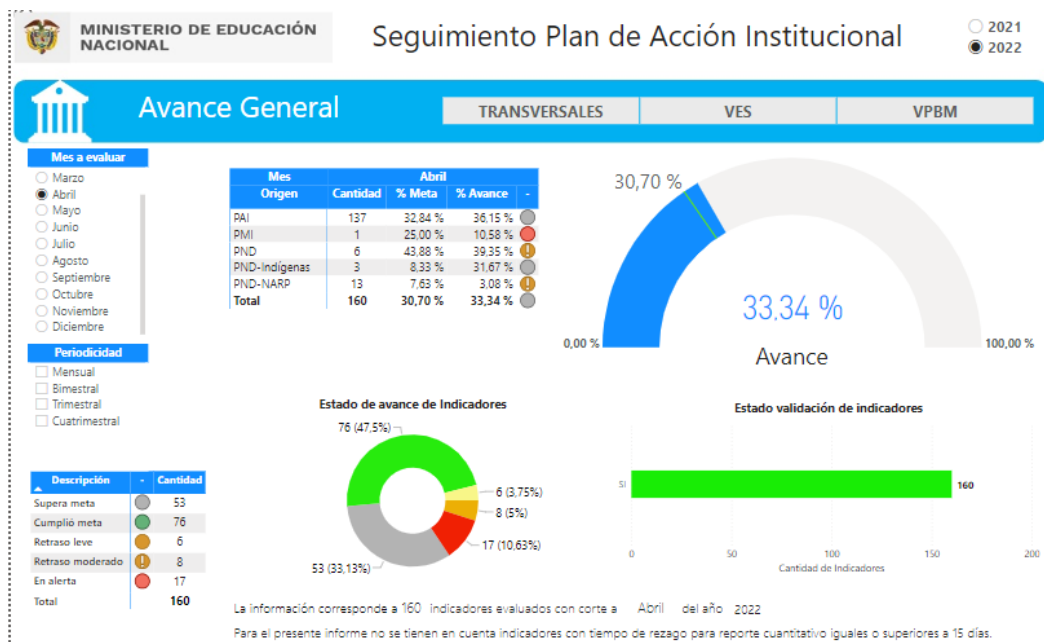 MINISTERIO DE EDUCACIÓN
NACIONAL
Seguimiento Plan de Acción Institucional
2021
2022
Avance General
TRANSVERSALES VES VPBM
Mes a evaluar
Marzo
Abril
Mayo
Junio
Julio
Agosto
Septiembre
Octubre
Noviembre
Diciembre
Periodicidad
Mensual
Bimestral
Trimestral
Cuatrimestral
Mes Abril
Origen Cantidad % Meta % Avance -
PAI 137 32,84 % 36,15 %
PMI 1 25,00 % 10,58 %
PND 6 43,88 % 39,35 %
PND-Indígenas 3 8,33 % 31,67 %
PND-NARP 13 7,63 % 3,08 %
Total 160 30,70 % 33,34 %
30,70 %
33,34 %
0,00 % 100,00 %
Avance
Estado de avance de Indicadores
76 (47,5%)
6 (3,75%)
8 (5%)
17 (10,63%)
53 (33,13%)
Estado validación de indicadores
SI 160
0 50 100 150 200
Cantidad de Indicadores
Descripción - Cantidad
Supera meta 53
Cumplió meta 76
Retraso leve 6
Retraso moderado 8
En alerta 17
Total 160
La información corresponde a 160 indicadores evaluados con corte a Abril del año 2022
Para el presente informe no se tienen en cuenta indicadores con tiempo de rezago para reporte cuantitativo iguales o superiores a 15 días.